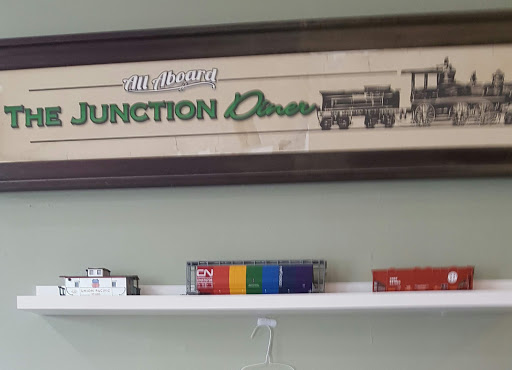 All Aboard
THE JUNCTION Diner
CN